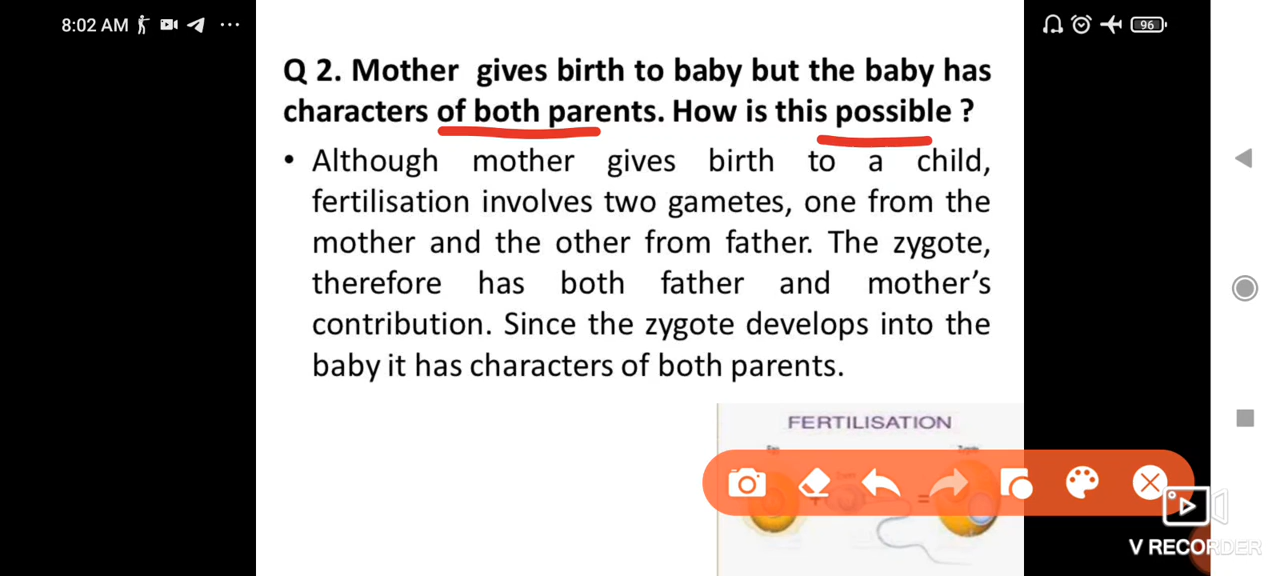 8:02 AM
96
Q 2. Mother gives birth to baby but the baby has
characters of both parents. How is this possible ?
• Although mother gives birth to a child,
fertilisation involves two gametes, one from the
mother and the other from father. The zygote,
therefore has both father and mother's
contribution. Since the zygote develops into the
baby it has characters of both parents.
FERTILISATION
+
=
V RECORDER